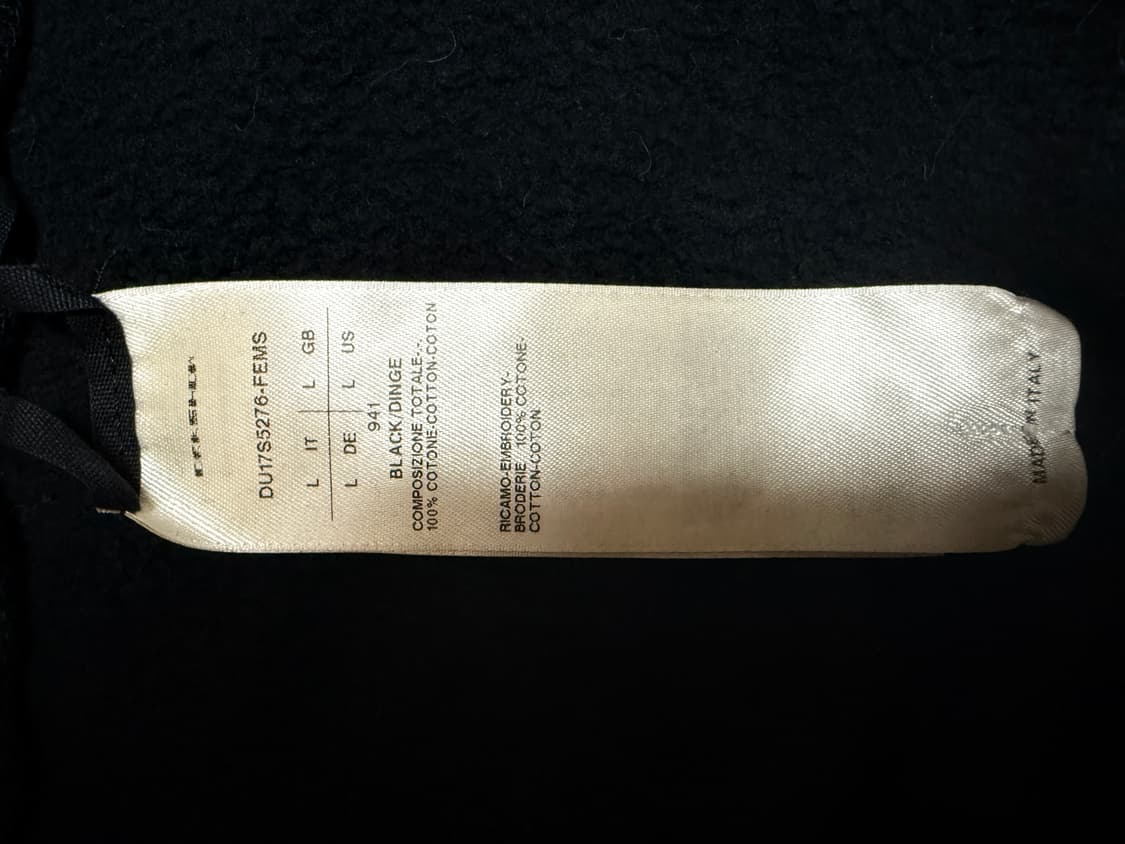 DU17S5276-FEMS
L IT L GB
L DE L US
941
BLACK/DINGE
COMPOSIZIONE TOTALE-.-.
100% COTONE-COTTON-COTON
RICAMO-EMBROIDERY-
BRODERIE 100% COTONE-
COTTON-COTON
MADE IN ITALY